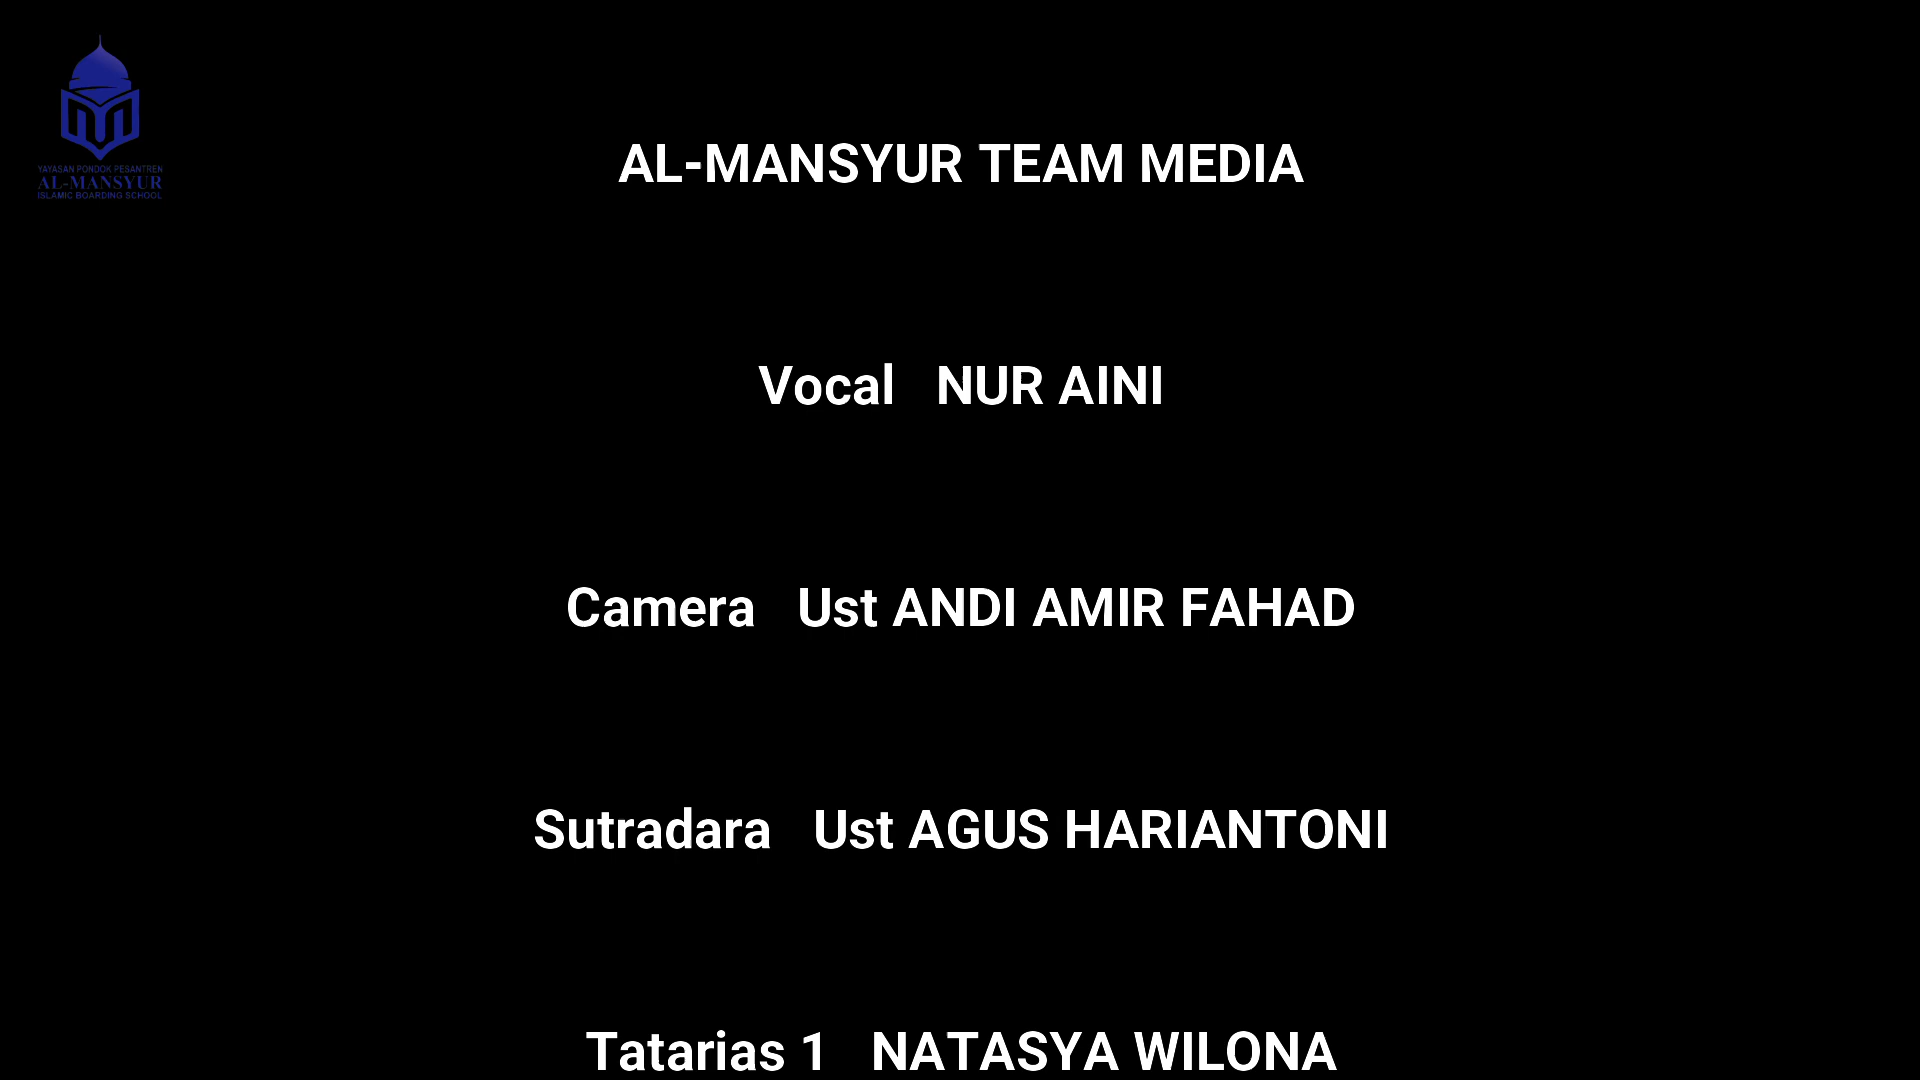 YAYASAN PONDOK PESANTREN
AL-MANSYUR
ISLAMIC BOARDING SCHOOL
AL-MANSYUR TEAM MEDIA
Vocal NUR AINI
Camera Ust ANDI AMIR FAHAD
Sutradara Ust AGUS HARIANTONI
Tatarias 1 NATASYA WILONA